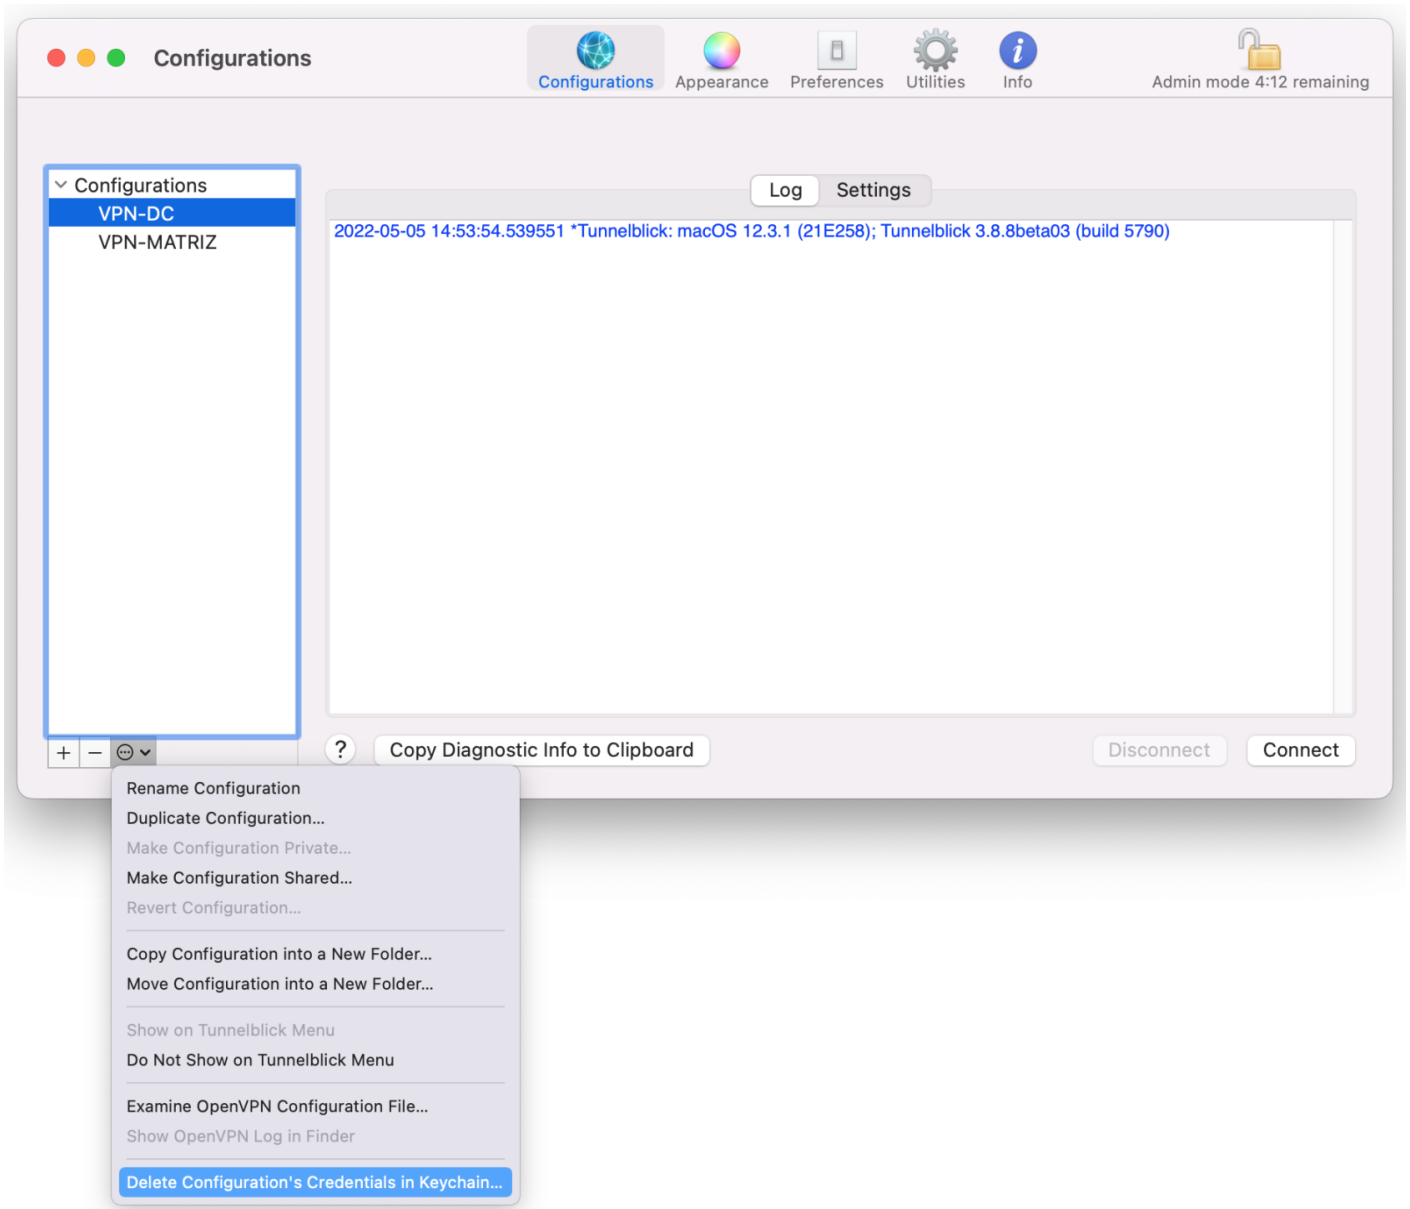 Configurations
Configurations
Appearance
Preferences
Utilities
Info
Admin mode 4:12 remaining
Configurations
VPN-DC
VPN-MATRIZ
Log
Settings
2022-05-05 14:53:54.539551 *Tunnelblick: macOS 12.3.1 (21E258); Tunnelblick 3.8.8beta03 (build 5790)
+
−
?
Copy Diagnostic Info to Clipboard
Disconnect
Connect
Rename Configuration
Duplicate Configuration...
Make Configuration Private...
Make Configuration Shared...
Revert Configuration...
Copy Configuration into a New Folder...
Move Configuration into a New Folder...
Show on Tunnelblick Menu
Do Not Show on Tunnelblick Menu
Examine OpenVPN Configuration File...
Show OpenVPN Log in Finder
Delete Configuration's Credentials in Keychain...